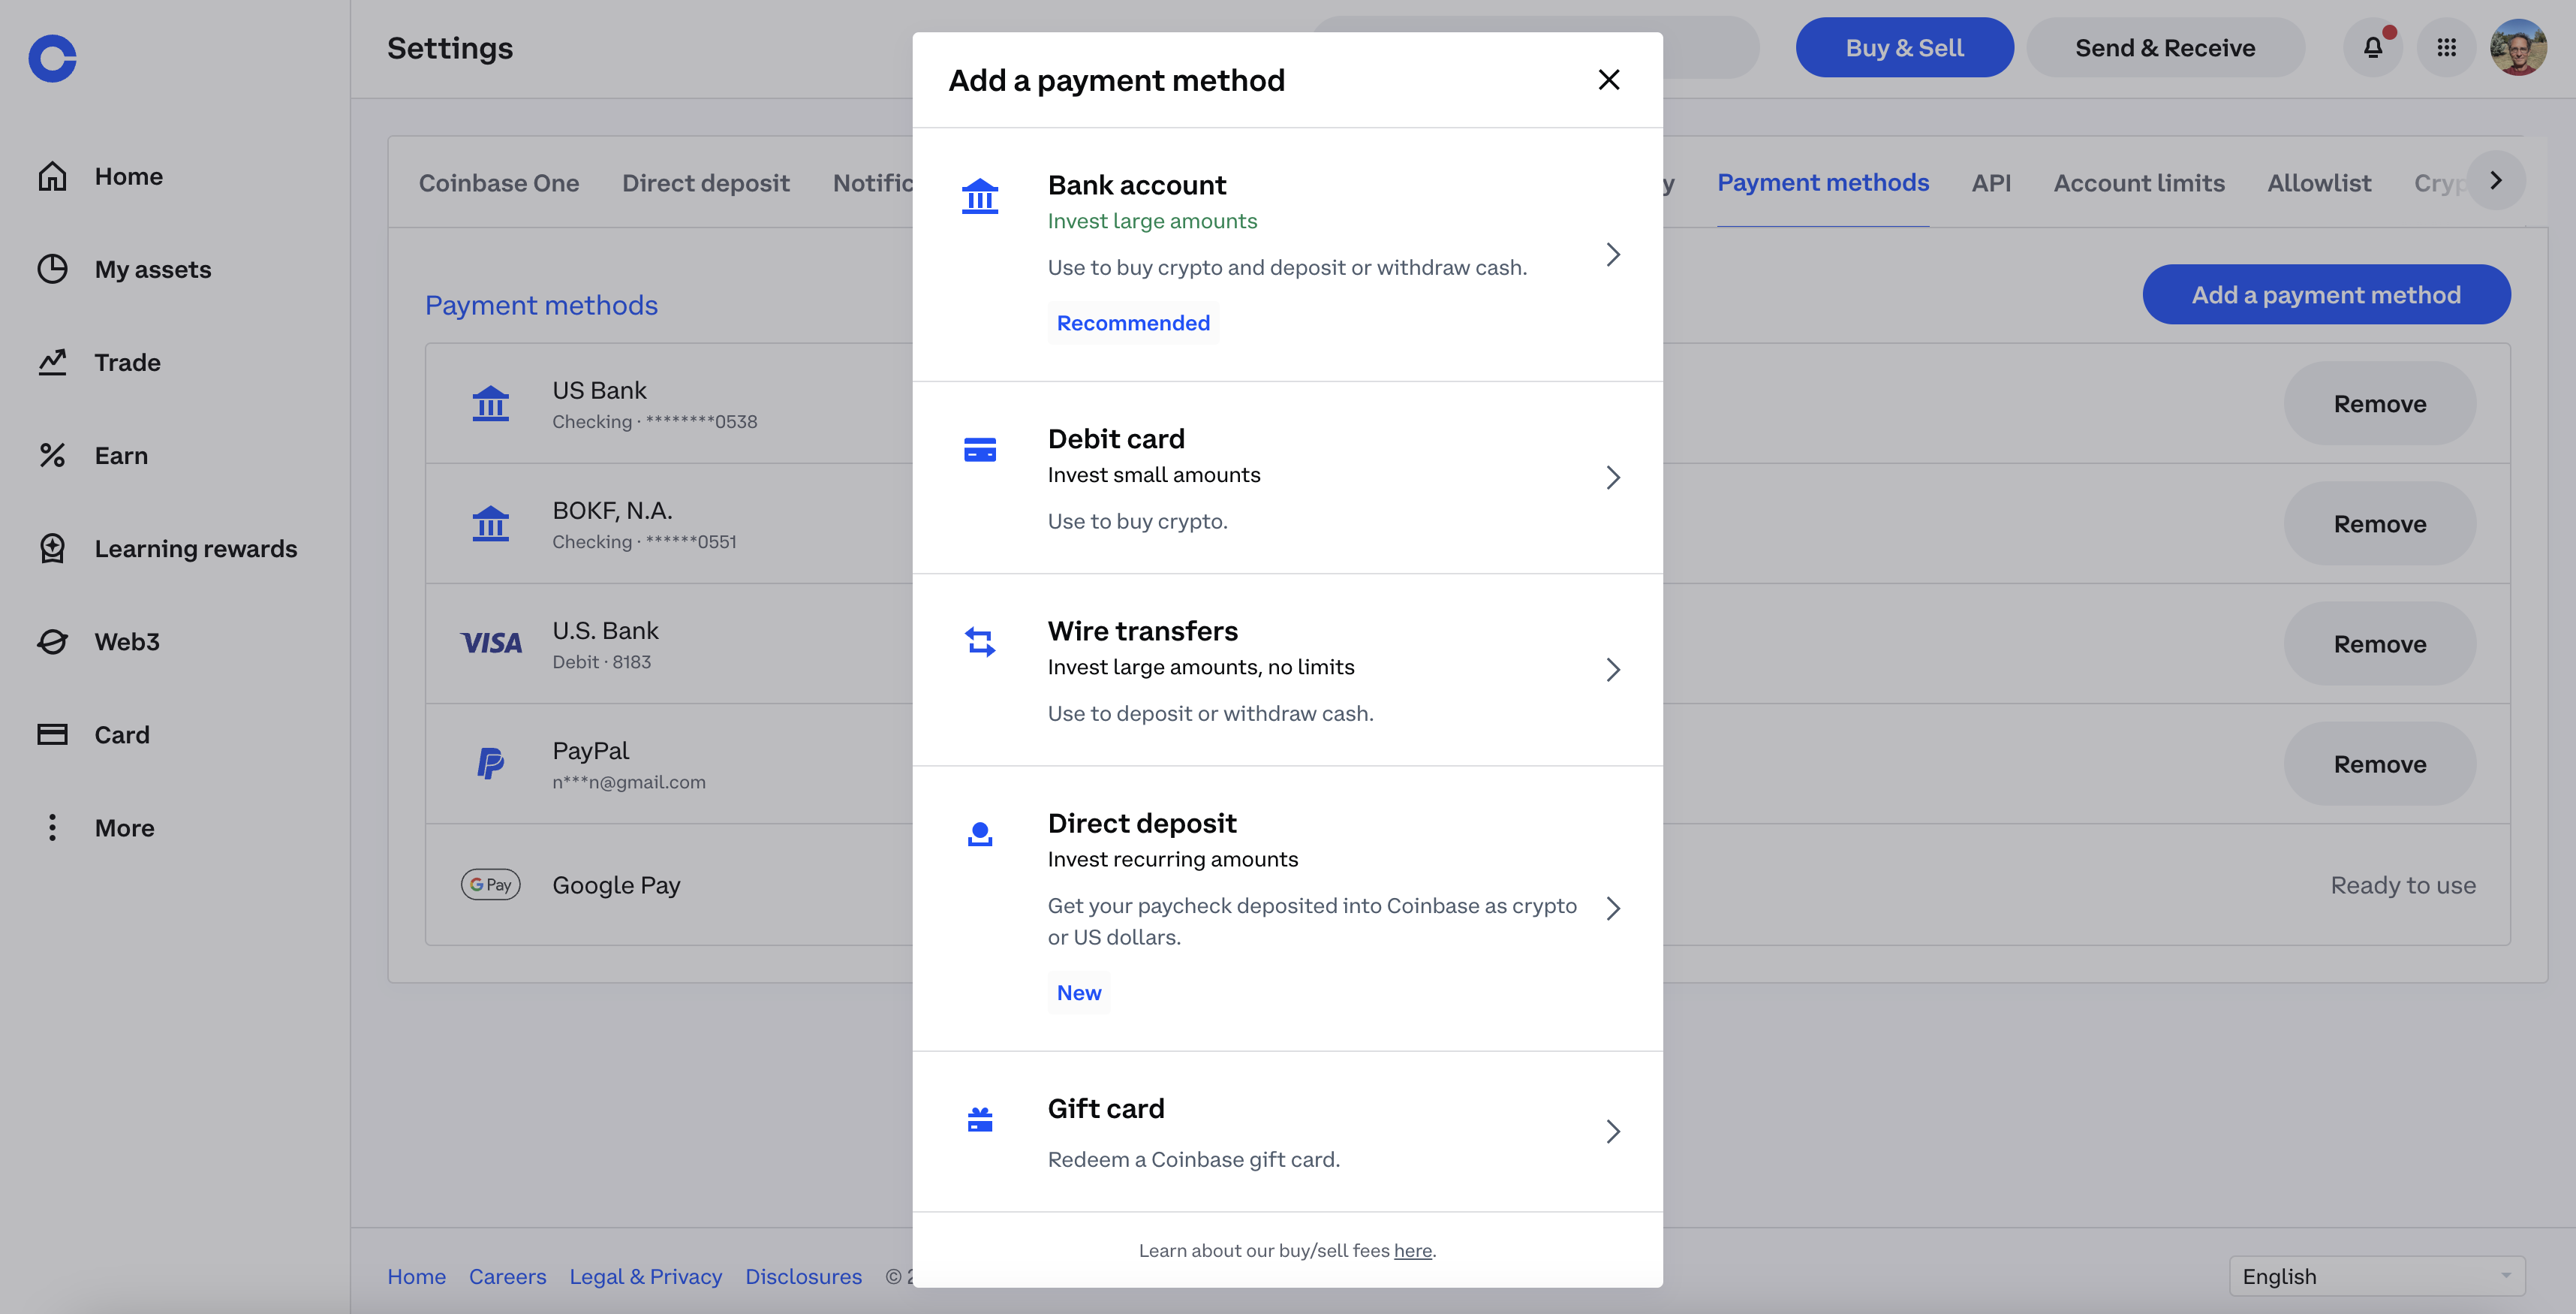 Settings
Buy & Sell
Send & Receive
Home
My assets
Trade
Earn
Learning rewards
Web3
Card
More
Coinbase One
Direct deposit
Payment methods
API
Account limits
Allowlist
Payment methods
Add a payment method
US Bank
Checking · ********0538
Remove
BOKF, N.A.
Checking · ******0551
Remove
VISA
U.S. Bank
Debit · 8183
Remove
PayPal
n***n@gmail.com
Remove
G Pay
Google Pay
Ready to use
Add a payment method
Bank account
Invest large amounts
Use to buy crypto and deposit or withdraw cash.
Recommended
Debit card
Invest small amounts
Use to buy crypto.
Wire transfers
Invest large amounts, no limits
Use to deposit or withdraw cash.
Direct deposit
Invest recurring amounts
Get your paycheck deposited into Coinbase as crypto
or US dollars.
New
Gift card
Redeem a Coinbase gift card.
Learn about our buy/sell fees here.
Home Careers Legal & Privacy Disclosures ©
English